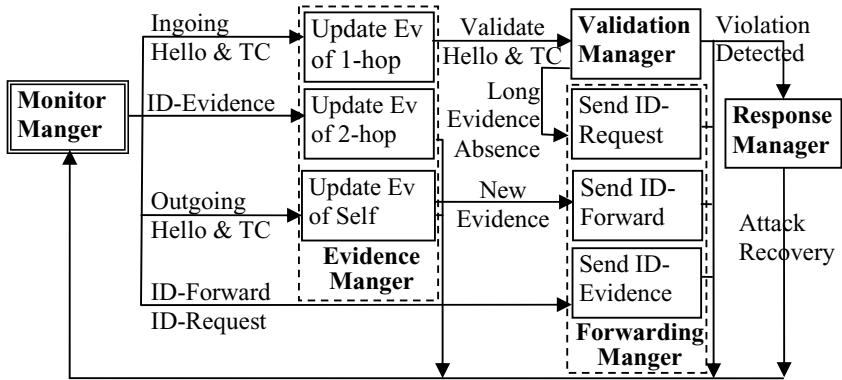 Ingoing
Hello & TC
Update Ev
of 1-hop
Validate
Hello & TC
Validation
Manager
Violation
Detected
Monitor
Manger
ID-Evidence
Update Ev
of 2-hop
Long
Evidence
Absence
Send ID-
Request
Response
Manager
Outgoing
Hello & TC
Update Ev
of Self
New
Evidence
Send ID-
Forward
Attack
Recovery
Evidence
Manger
ID-Forward
ID-Request
Send ID-
Evidence
Forwarding
Manger